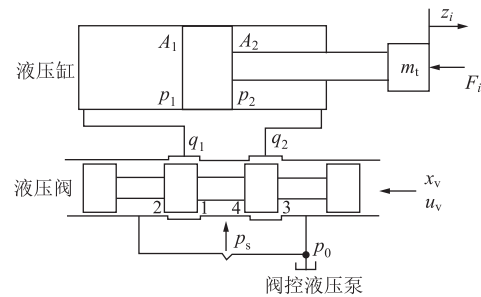 z_i
A_1 A_2
液压缸
m_t
p_1 p_2
F_i
q_1 q_2
液压阀
x_v
u_v
2 1 4 3
p_s
p_0
阀控液压泵